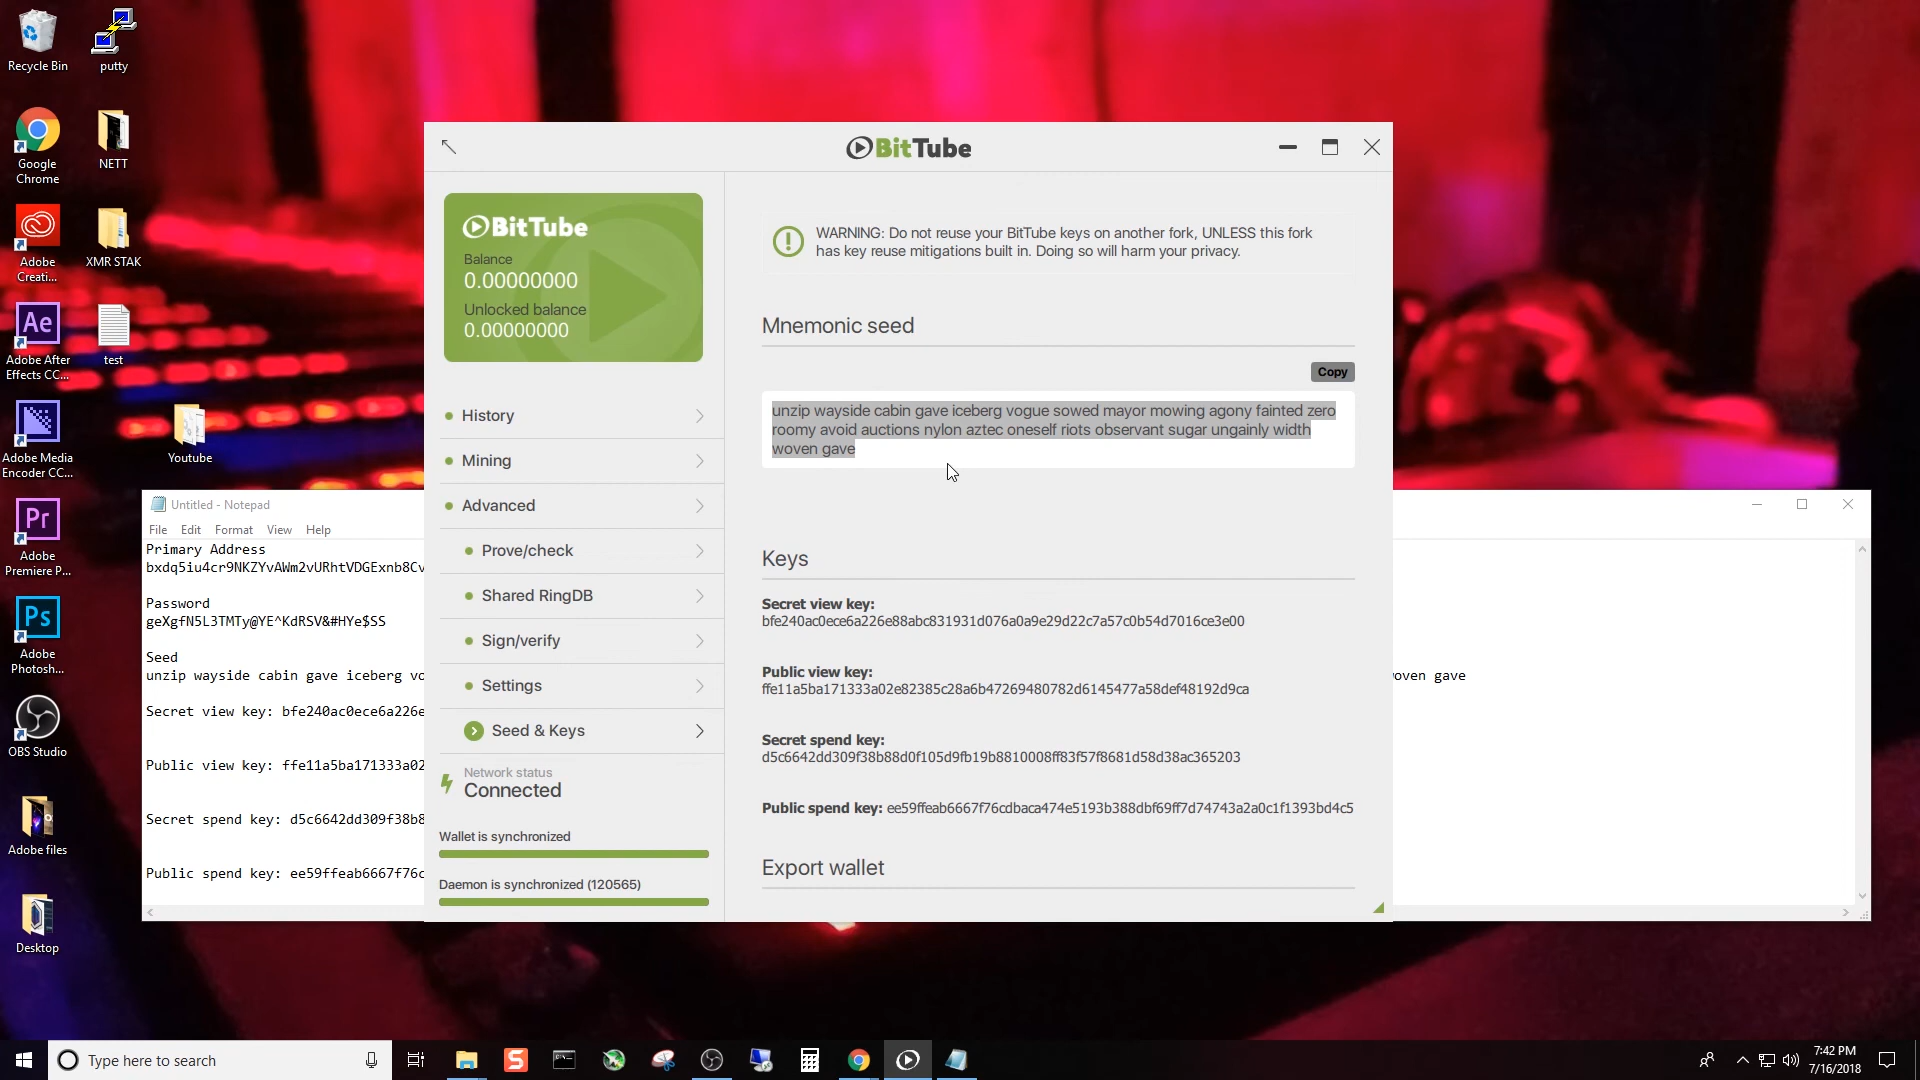 Recycle Bin
putty
Google
Chrome
NETT
Adobe
Creati...
XMR STAK
Adobe After
Effects CC...
test
Adobe Media
Encoder CC...
Youtube
Adobe
Premiere P...
Adobe
Photosh...
OBS Studio
Adobe files
Desktop
BitTube
BitTube
Balance
0.00000000
Unlocked balance
0.00000000
History
Mining
Advanced
Prove/check
Shared RingDB
Sign/verify
Settings
Seed & Keys
Network status
Connected
Wallet is synchronized
Daemon is synchronized (120565)
WARNING: Do not reuse your BitTube keys on another fork, UNLESS this fork
has key reuse mitigations built in. Doing so will harm your privacy.
Mnemonic seed
Copy
unzip wayside cabin gave iceberg vogue sowed mayor mowing agony fainted zero
roomy avoid auctions nylon aztec oneself riots observant sugar ungainly width
woven gave
Keys
Secret view key:
bfe240ac0ece6a226e88abc831931d076a0a9e29d22c7a57c0b54d7016ce3e00
Public view key:
ffe11a5ba171333a02e82385c28a6b47269480782d6145477a58def48192d9ca
Secret spend key:
d5c6642dd309f38b88d0f105d9fb19b8810008ff83f57f8681d58d38ac365203
Public spend key: ee59ffeab6667f76cdbaca474e5193b388dbf69ff7d74743a2a0c1f1393bd4c5
Export wallet
Untitled - Notepad
File Edit Format View Help
Primary Address
bxdq5iu4cr9NKZYvAWm2vURhtVDGExnb8Cv
Password
geXgfN5L3TMTy@YE^KdRSV&#HYe$SS
Seed
unzip wayside cabin gave iceberg vo
oven gave
Secret view key: bfe240ac0ece6a226e
Public view key: ffe11a5ba171333a02
Secret spend key: d5c6642dd309f38b8
Public spend key: ee59ffeab6667f76c
Type here to search
7:42 PM
7/16/2018